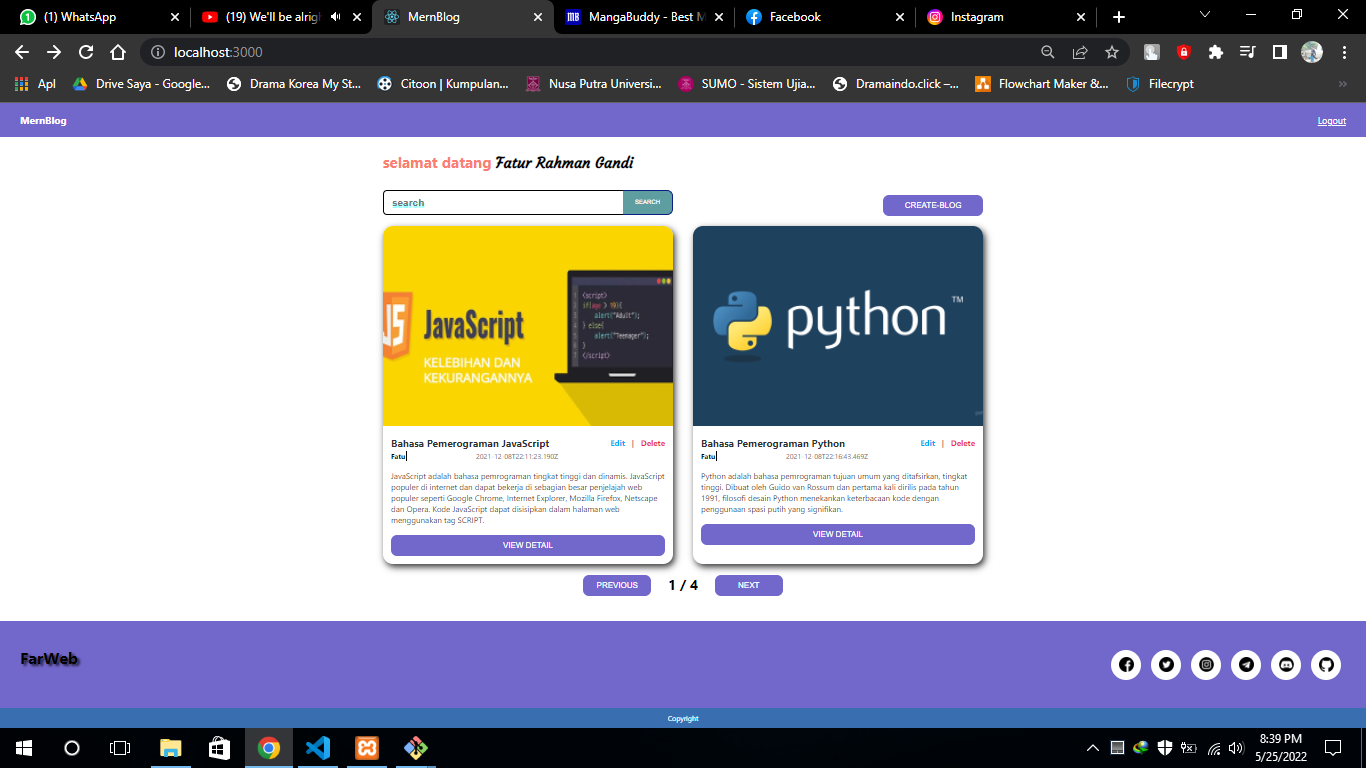 (1) WhatsApp
(19) We'll be alrigh
MernBlog
MangaBuddy - Best M
Facebook
Instagram
localhost:3000
Apl
Drive Saya - Google...
Drama Korea My St...
Citoon | Kumpulan...
Nusa Putra Universi...
SUMO - Sistem Ujia...
Dramaindo.click –...
Flowchart Maker &...
Filecrypt
MernBlog
Logout
selamat datang Fatur Rahman Gandi
search
SEARCH
CREATE-BLOG
JS
JavaScript
KELEBIHAN DAN
KEKURANGANNYA
<script>
if(age > 19){
alert("Adult");
} else{
alert("Teenager");
}
</script>
python TM
Bahasa Pemerograman JavaScript
Edit | Delete
Fatu
2021-12-08T22:11:23.190Z
JavaScript adalah bahasa pemrograman tingkat tinggi dan dinamis. JavaScript
populer di internet dan dapat bekerja di sebagian besar penjelajah web
populer seperti Google Chrome, Internet Explorer, Mozilla Firefox, Netscape
dan Opera. Kode JavaScript dapat disisipkan dalam halaman web
menggunakan tag SCRIPT.
VIEW DETAIL
Bahasa Pemerograman Python
Edit | Delete
Fatu
2021-12-08T22:16:43.469Z
Python adalah bahasa pemrograman tujuan umum yang ditafsirkan, tingkat
tinggi. Dibuat oleh Guido van Rossum dan pertama kali dirilis pada tahun
1991, filosofi desain Python menekankan keterbacaan kode dengan
penggunaan spasi putih yang signifikan.
VIEW DETAIL
PREVIOUS
1 / 4
NEXT
FarWeb
Copyright
8:39 PM
5/25/2022